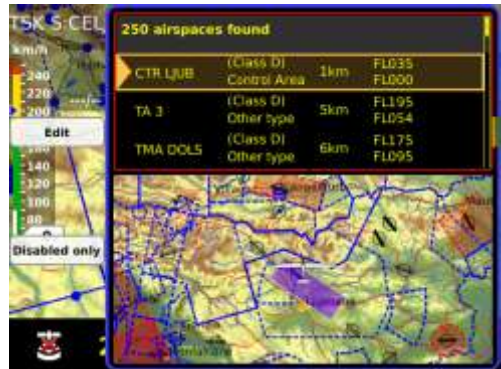 TSK S:CEL
250 airspaces found
km/h
240
200
Edit
140
120
100
80
Disabled only
CTR LJUB (Class D) Control Area 1km FL035 FL000
TA 3 (Class D) Other type 5km FL195 FL054
TMA DOLS (Class D) Other type 6km FL175 FL095